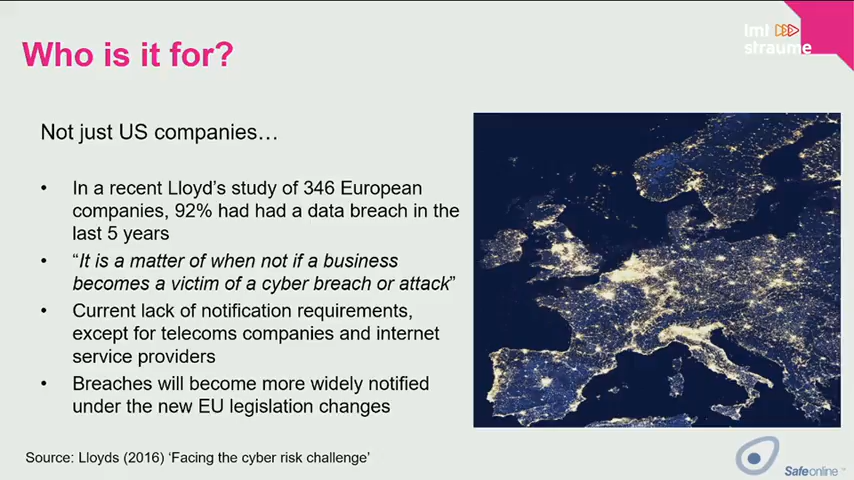 lmt
straume
Who is it for?
Not just US companies…
• In a recent Lloyd's study of 346 European
companies, 92% had had a data breach in the
last 5 years
• “It is a matter of when not if a business
becomes a victim of a cyber breach or attack”
• Current lack of notification requirements,
except for telecoms companies and internet
service providers
• Breaches will become more widely notified
under the new EU legislation changes
Source: Lloyds (2016) ‘Facing the cyber risk challenge’
Safeonline™